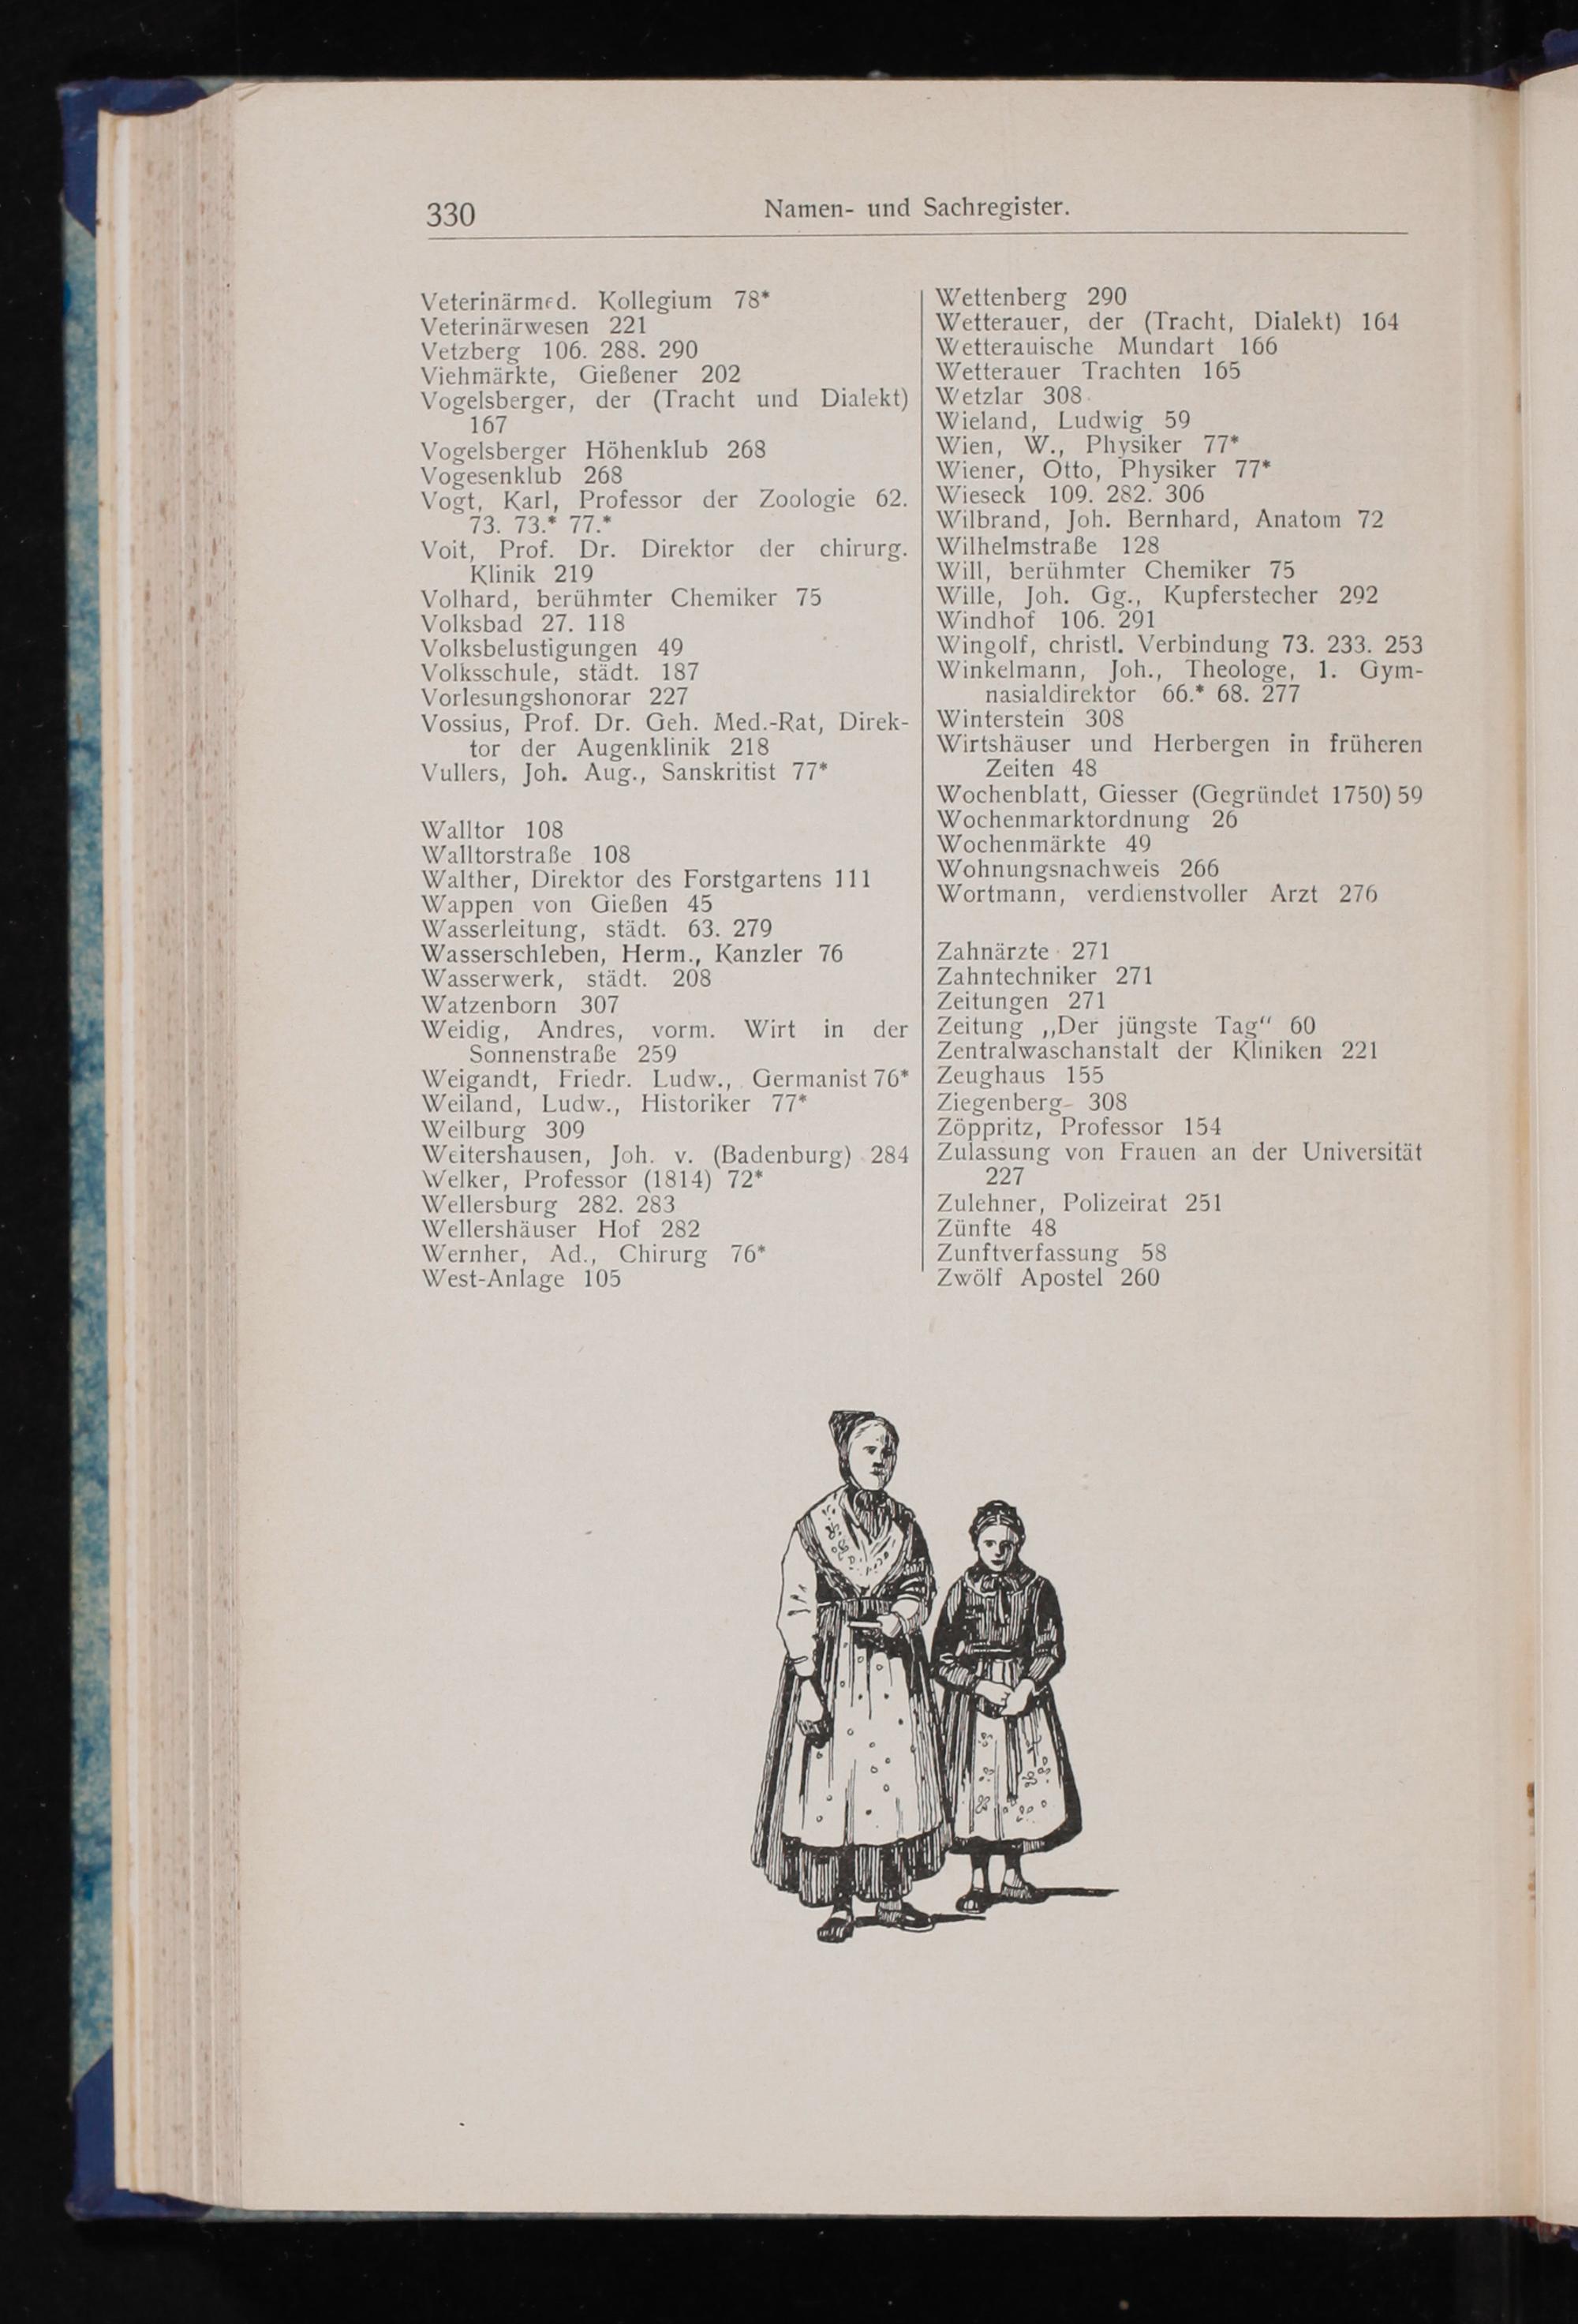 330
Namen- und Sachregister.
Veterinärmed. Kollegium 78*
Veterinärwesen 221
Vetzberg 106. 288. 290
Viehmärkte, Gießener 202
Vogelsberger, der (Tracht und Dialekt)
167
Vogelsberger Höhenklub 268
Vogesenklub 268
Vogt, Karl, Professor der Zoologie 62.
73. 73.* 77.*
Voit, Prof. Dr. Direktor der chirurg.
Klinik 219
Volhard, berühmter Chemiker 75
Volksbad 27. 118
Volksbelustigungen 49
Volksschule, städt. 187
Vorlesungshonorar 227
Vossius, Prof. Dr. Geh. Med.-Rat, Direk-
tor der Augenklinik 218
Vullers, Joh. Aug., Sanskritist 77*
Walltor 108
Walltorstraße 108
Walther, Direktor des Forstgartens 111
Wappen von Gießen 45
Wasserleitung, städt. 63. 279
Wasserschleben, Herm., Kanzler 76
Wasserwerk, städt. 208
Watzenborn 307
Weidig, Andres, vorm. Wirt in der
Sonnenstraße 259
Weigandt, Friedr. Ludw., Germanist 76*
Weiland, Ludw., Historiker 77*
Weilburg 309
Weitershausen, Joh. v. (Badenburg) 284
Welker, Professor (1814) 72*
Wellersburg 282. 283
Wellershäuser Hof 282
Wernher, Ad., Chirurg 76*
West-Anlage 105
Wettenberg 290
Wetterauer, der (Tracht, Dialekt) 164
Wetterauische Mundart 166
Wetterauer Trachten 165
Wetzlar 308
Wieland, Ludwig 59
Wien, W., Physiker 77*
Wiener, Otto, Physiker 77*
Wieseck 109. 282. 306
Wilbrand, Joh. Bernhard, Anatom 72
Wilhelmstraße 128
Will, berühmter Chemiker 75
Wille, Joh. Gg., Kupferstecher 292
Windhof 106. 291
Wingolf, christl. Verbindung 73. 233. 253
Winkelmann, Joh., Theologe, 1. Gym-
nasialdirektor 66.* 68. 277
Winterstein 308
Wirtshäuser und Herbergen in früheren
Zeiten 48
Wochenblatt, Giesser (Gegründet 1750) 59
Wochenmarktordnung 26
Wochenmärkte 49
Wohnungsnachweis 266
Wortmann, verdienstvoller Arzt 276
Zahnärzte 271
Zahntechniker 271
Zeitungen 271
Zeitung „Der jüngste Tag“ 60
Zentralwaschanstalt der Kliniken 221
Zeughaus 155
Ziegenberg 308
Zöppritz, Professor 154
Zulassung von Frauen an der Universität
227
Zulehner, Polizeirat 251
Zünfte 48
Zunftverfassung 58
Zwölf Apostel 260